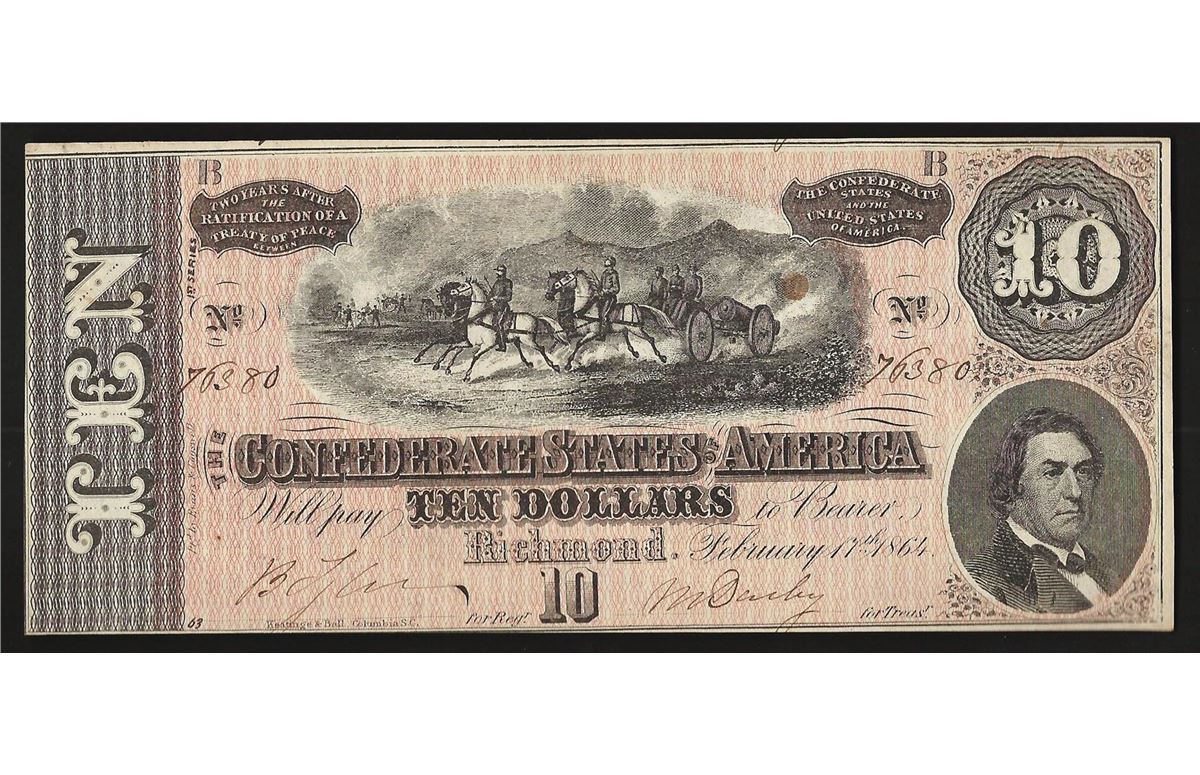 B
B
TWO YEARS AFTER
THE
RATIFICATION OF A
TREATY OF PEACE
BETWEEN
THE CONFEDERATE
STATES
AND THE
UNITED STATES
OF AMERICA.
10
TEN
1st SERIES
No
No
76380
76380
THE
CONFEDERATE STATES OF AMERICA
Will pay TEN DOLLARS to Bearer
Richmond. February 17th 1864.
10
For Regr.
for Treasr.
& Ball, Columbia S.C.
63